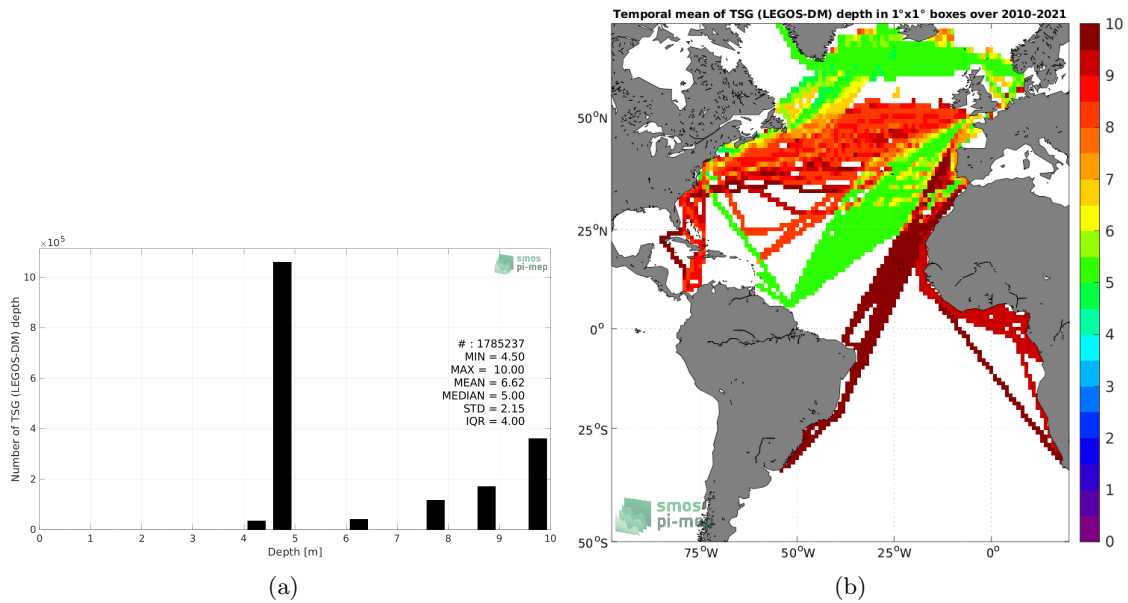 ×10⁵
10
8
6
4
2
0
Number of TSG (LEGOS-DM) depth
0 1 2 3 4 5 6 7 8 9 10
Depth [m]
smos
pi-mep
# : 1785237
MIN = 4.50
MAX = 10.00
MEAN = 6.62
MEDIAN = 5.00
STD = 2.15
IQR = 4.00
(a)
Temporal mean of TSG (LEGOS-DM) depth in 1°x1° boxes over 2010-2021
50°N
25°N
0°
25°S
50°S
75°W 50°W 25°W 0°
smos
pi-mep
10
9
8
7
6
5
4
3
2
1
0
(b)